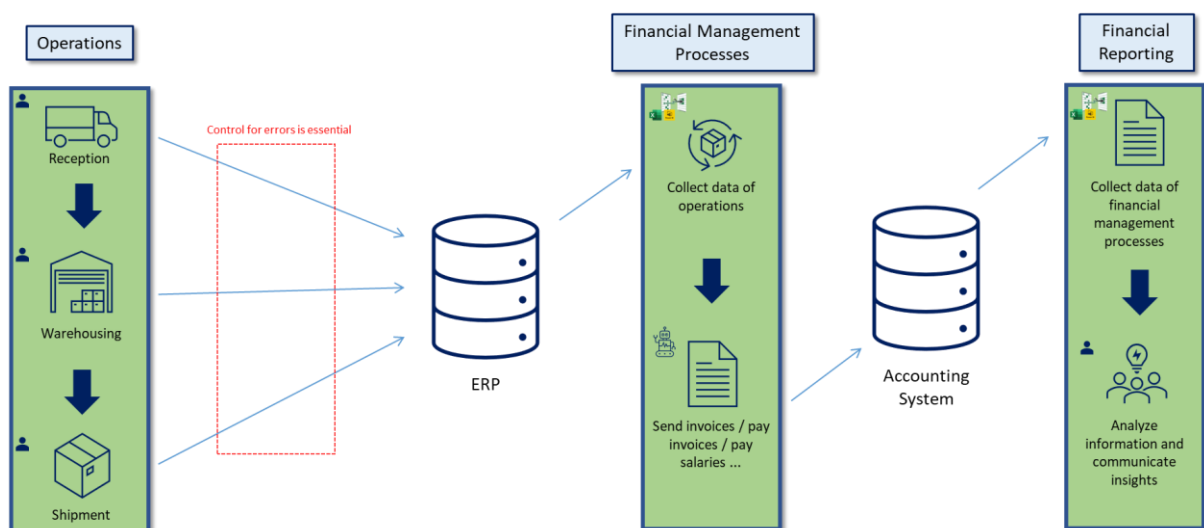 Operations
Reception
Warehousing
Shipment
Control for errors is essential
ERP
Financial Management
Processes
Collect data of
operations
Send invoices / pay
invoices / pay
salaries ...
Accounting
System
Financial
Reporting
Collect data of
financial
management
processes
Analyze
information and
communicate
insights